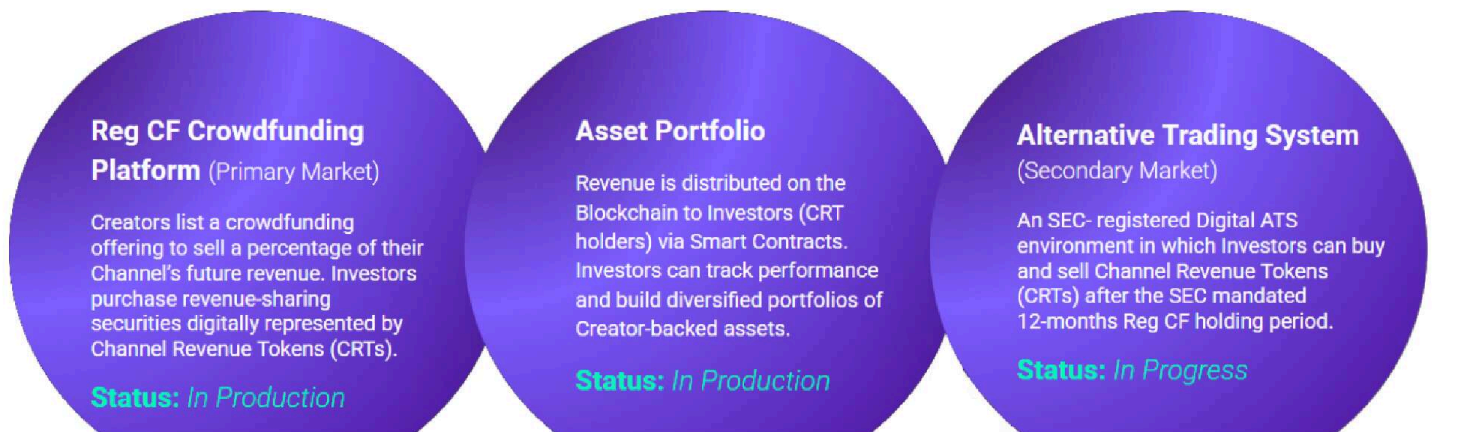 Reg CF Crowdfunding
Platform (Primary Market)
Creators list a crowdfunding
offering to sell a percentage of their
Channel's future revenue. Investors
purchase revenue-sharing
securities digitally represented by
Channel Revenue Tokens (CRTs).
Status: In Production
Asset Portfolio
Revenue is distributed on the
Blockchain to Investors (CRT
holders) via Smart Contracts.
Investors can track performance
and build diversified portfolios of
Creator-backed assets.
Status: In Production
Alternative Trading System
(Secondary Market)
An SEC- registered Digital ATS
environment in which Investors can buy
and sell Channel Revenue Tokens
(CRTs) after the SEC mandated
12-months Reg CF holding period.
Status: In Progress